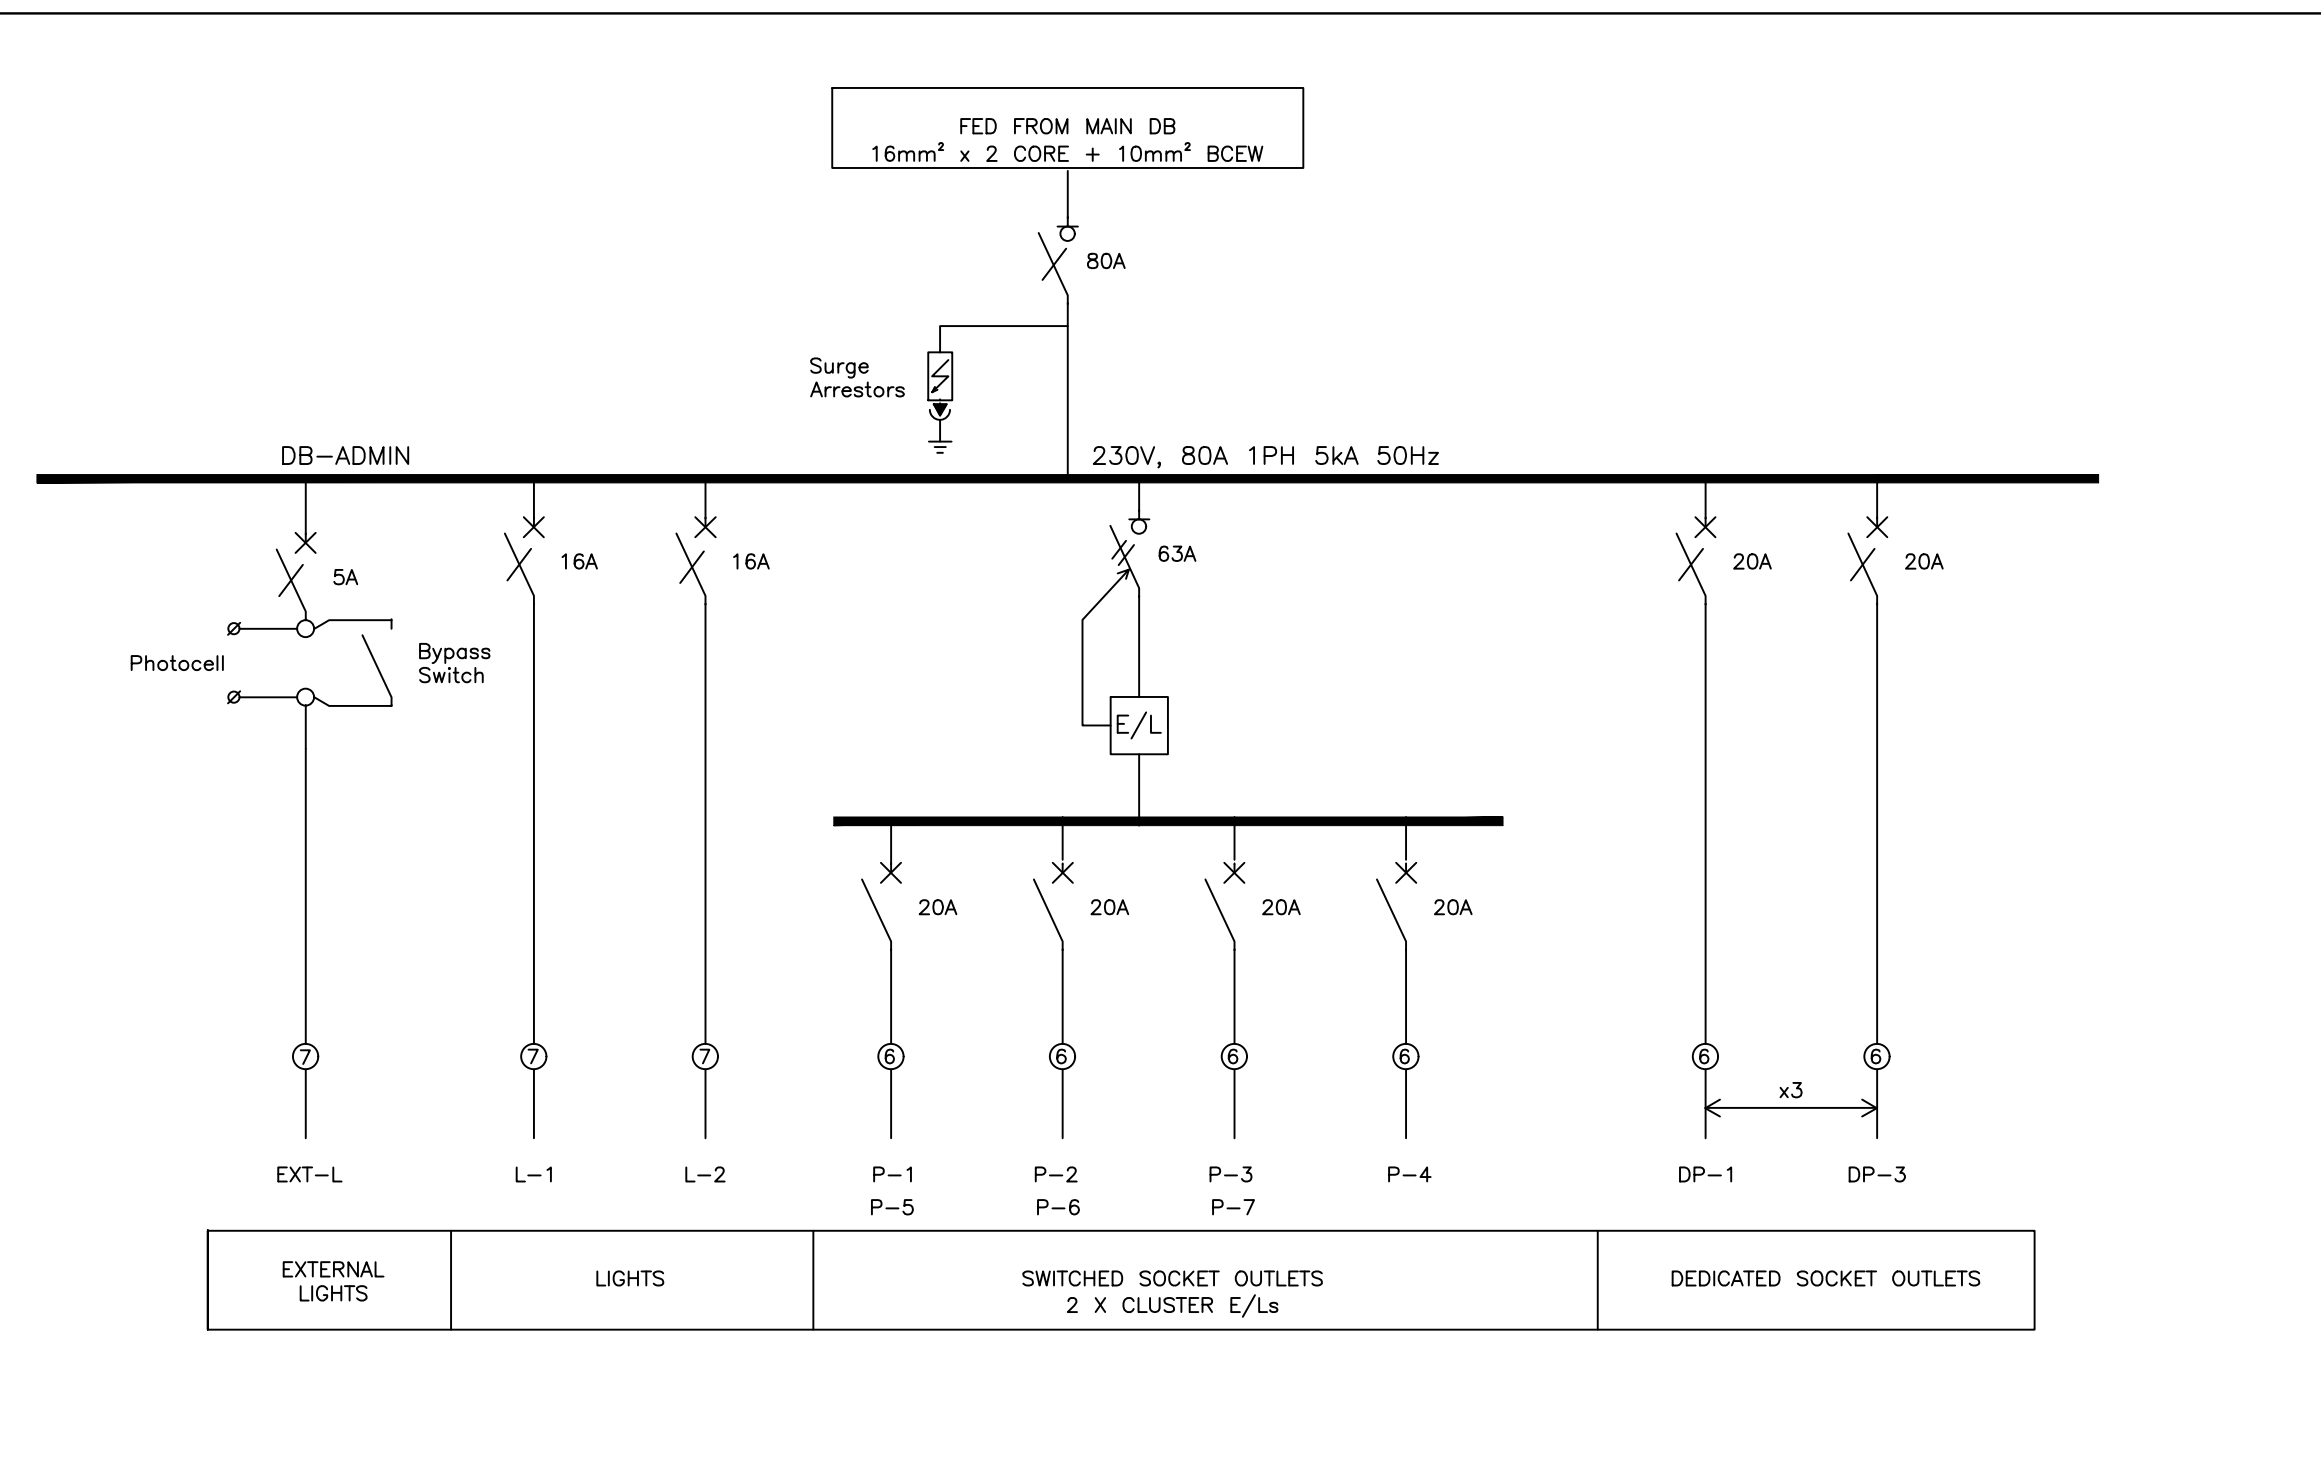 FED FROM MAIN DB
16mm² x 2 CORE + 10mm² BCEW
80A
Surge
Arrestors
DB-ADMIN
230V, 80A 1PH 5kA 50Hz
5A
16A
16A
63A
20A
20A
Photocell
Bypass
Switch
E/L
20A
20A
20A
20A
7
7
7
6
6
6
6
6
6
x3
EXT-L
L-1
L-2
P-1
P-2
P-3
P-4
DP-1
DP-3
P-5
P-6
P-7
EXTERNAL
LIGHTS
LIGHTS
SWITCHED SOCKET OUTLETS
2 X CLUSTER E/Ls
DEDICATED SOCKET OUTLETS